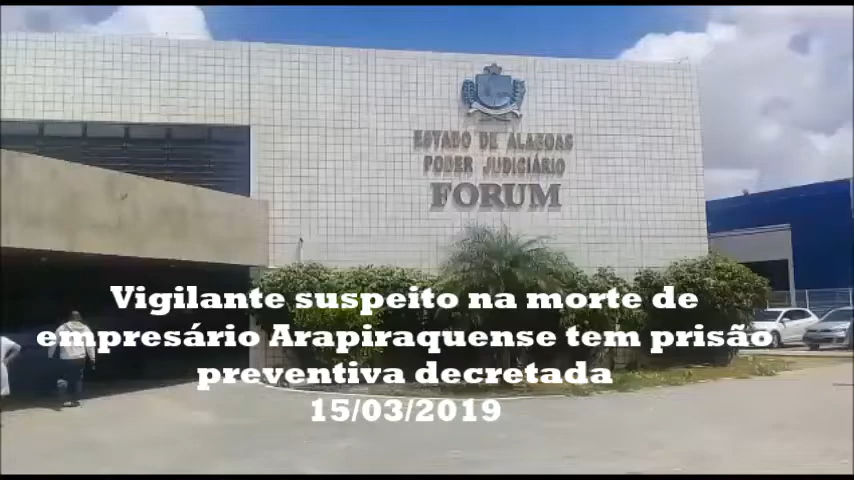 ESTADO DE ALAGOAS
PODER JUDICIÁRIO
FORUM
Vigilante suspeito na morte de
empresário Arapiraquense tem prisão
preventiva decretada
15/03/2019